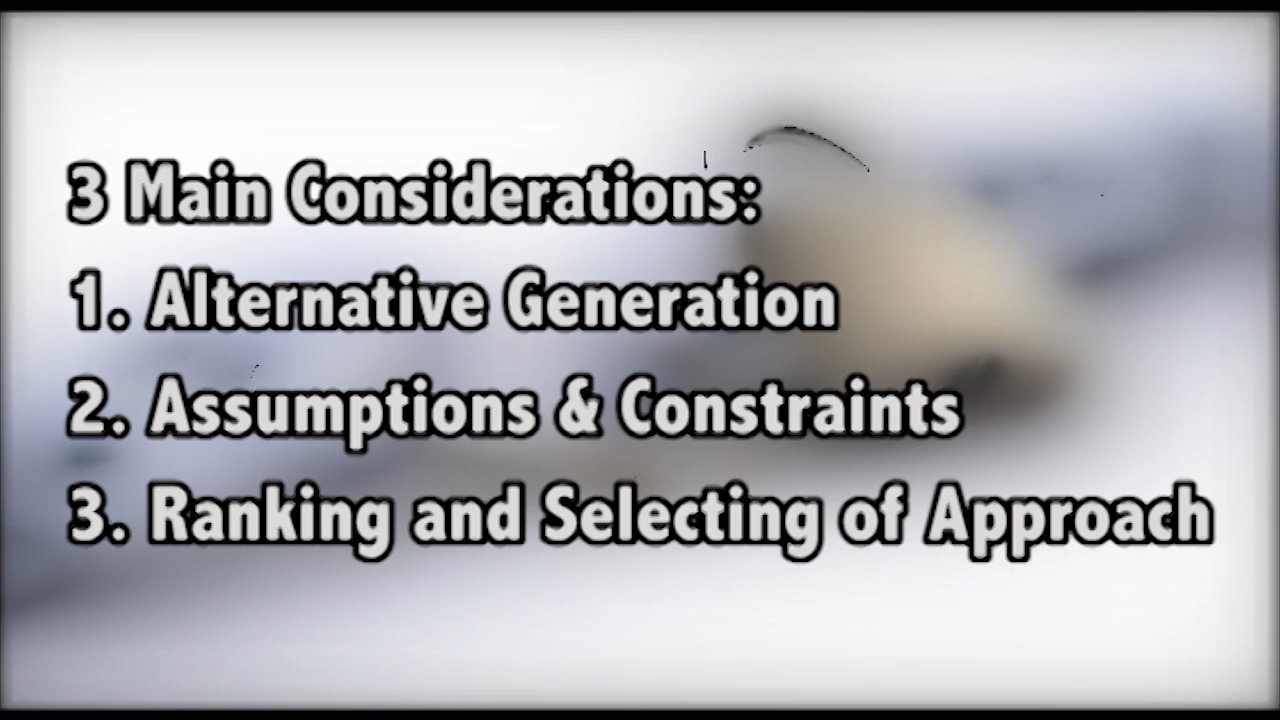 3 Main Considerations:
1. Alternative Generation
2. Assumptions & Constraints
3. Ranking and Selecting of Approach